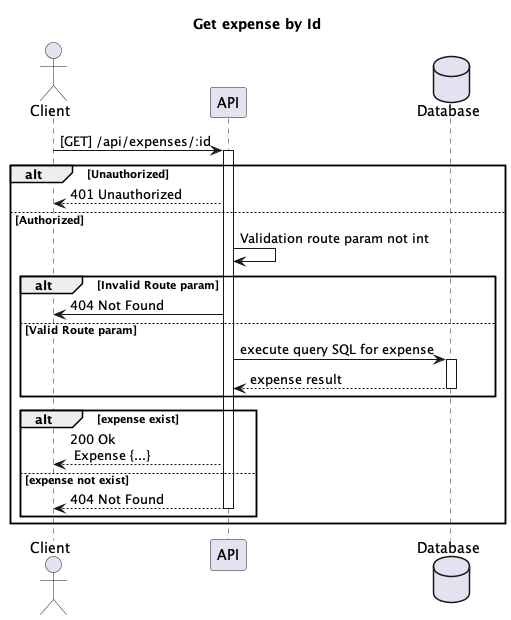 Get expense by Id
Client
API
Database
[GET] /api/expenses/:id
alt [Unauthorized]
401 Unauthorized
[Authorized]
Validation route param not int
alt [Invalid Route param]
404 Not Found
[Valid Route param]
execute query SQL for expense
expense result
alt [expense exist]
200 Ok
Expense {...}
[expense not exist]
404 Not Found
Client
API
Database